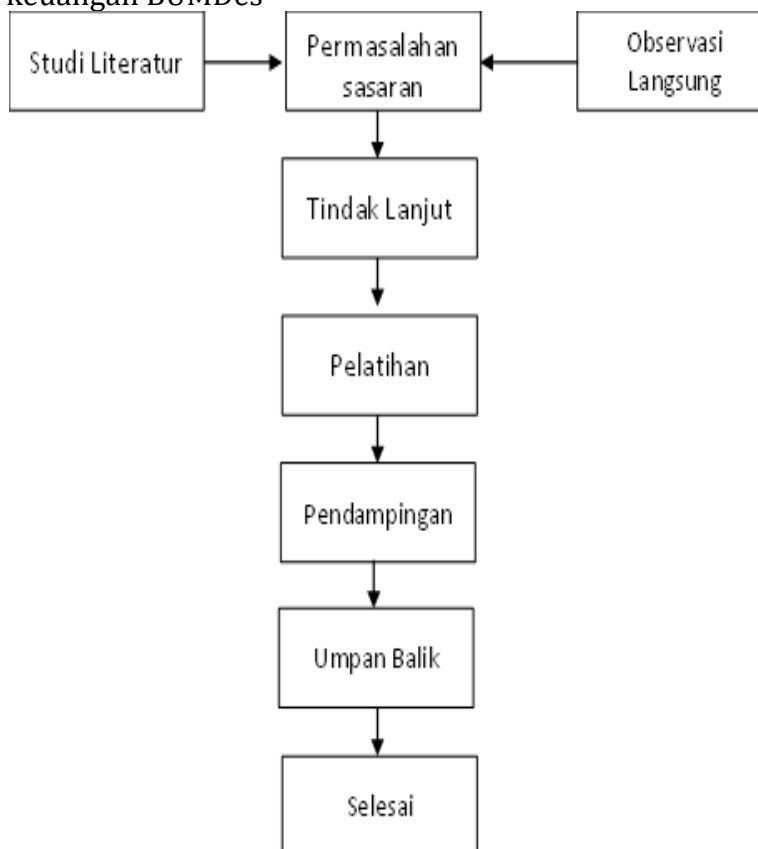 keuangan BUMDes
Studi Literatur
Permasalahan
sasaran
Observasi
Langsung
Tindak Lanjut
Pelatihan
Pendampingan
Umpan Balik
Selesai